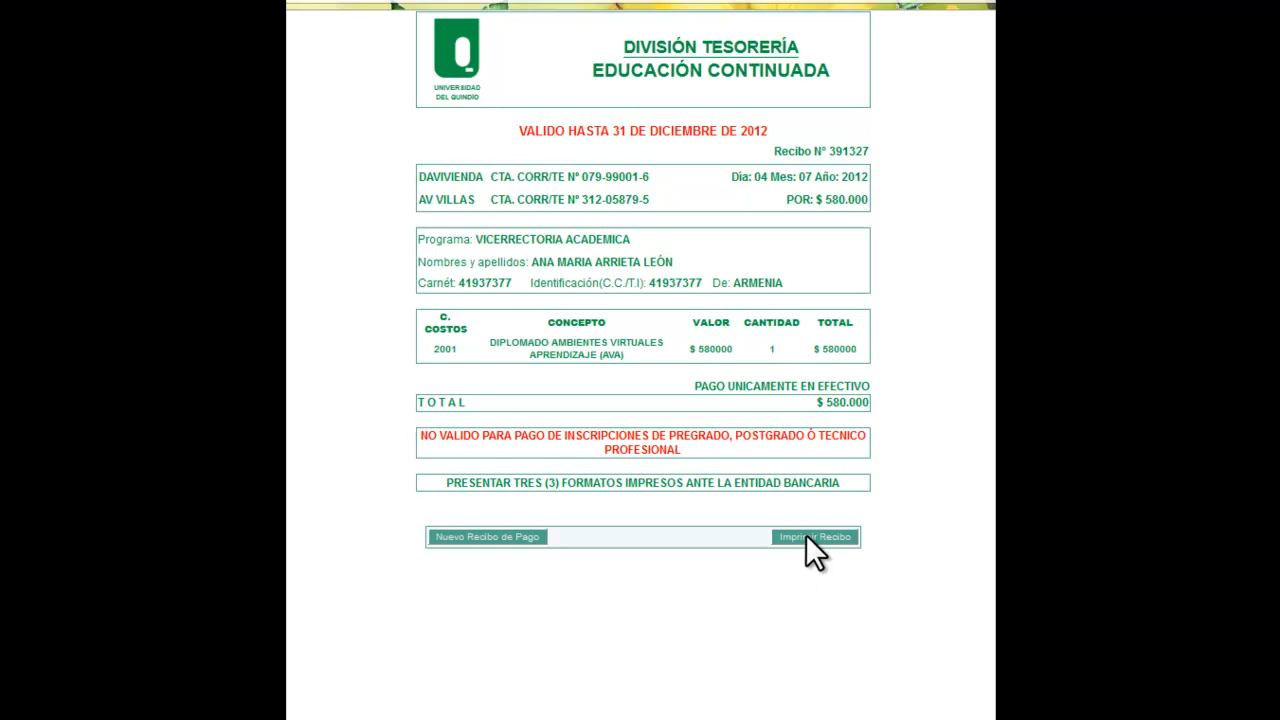 UNIVERSIDAD
DEL QUINDÍO
DIVISIÓN TESORERÍA
EDUCACIÓN CONTINUADA
VALIDO HASTA 31 DE DICIEMBRE DE 2012
Recibo Nº 391327
DAVIVIENDA CTA. CORR/TE Nº 079-99001-6 Dia: 04 Mes: 07 Año: 2012
AV VILLAS CTA. CORR/TE Nº 312-05879-5 POR: $ 580.000
Programa: VICERRECTORIA ACADEMICA
Nombres y apellidos: ANA MARIA ARRIETA LEÓN
Carnét: 41937377 Identificación(C.C./T.I): 41937377 De: ARMENIA
C. COSTOS CONCEPTO VALOR CANTIDAD TOTAL
2001 DIPLOMADO AMBIENTES VIRTUALES APRENDIZAJE (AVA) $ 580000 1 $ 580000
PAGO UNICAMENTE EN EFECTIVO
T O T A L $ 580.000
NO VALIDO PARA PAGO DE INSCRIPCIONES DE PREGRADO, POSTGRADO Ó TECNICO
PROFESIONAL
PRESENTAR TRES (3) FORMATOS IMPRESOS ANTE LA ENTIDAD BANCARIA
Nuevo Recibo de Pago Imprimir Recibo